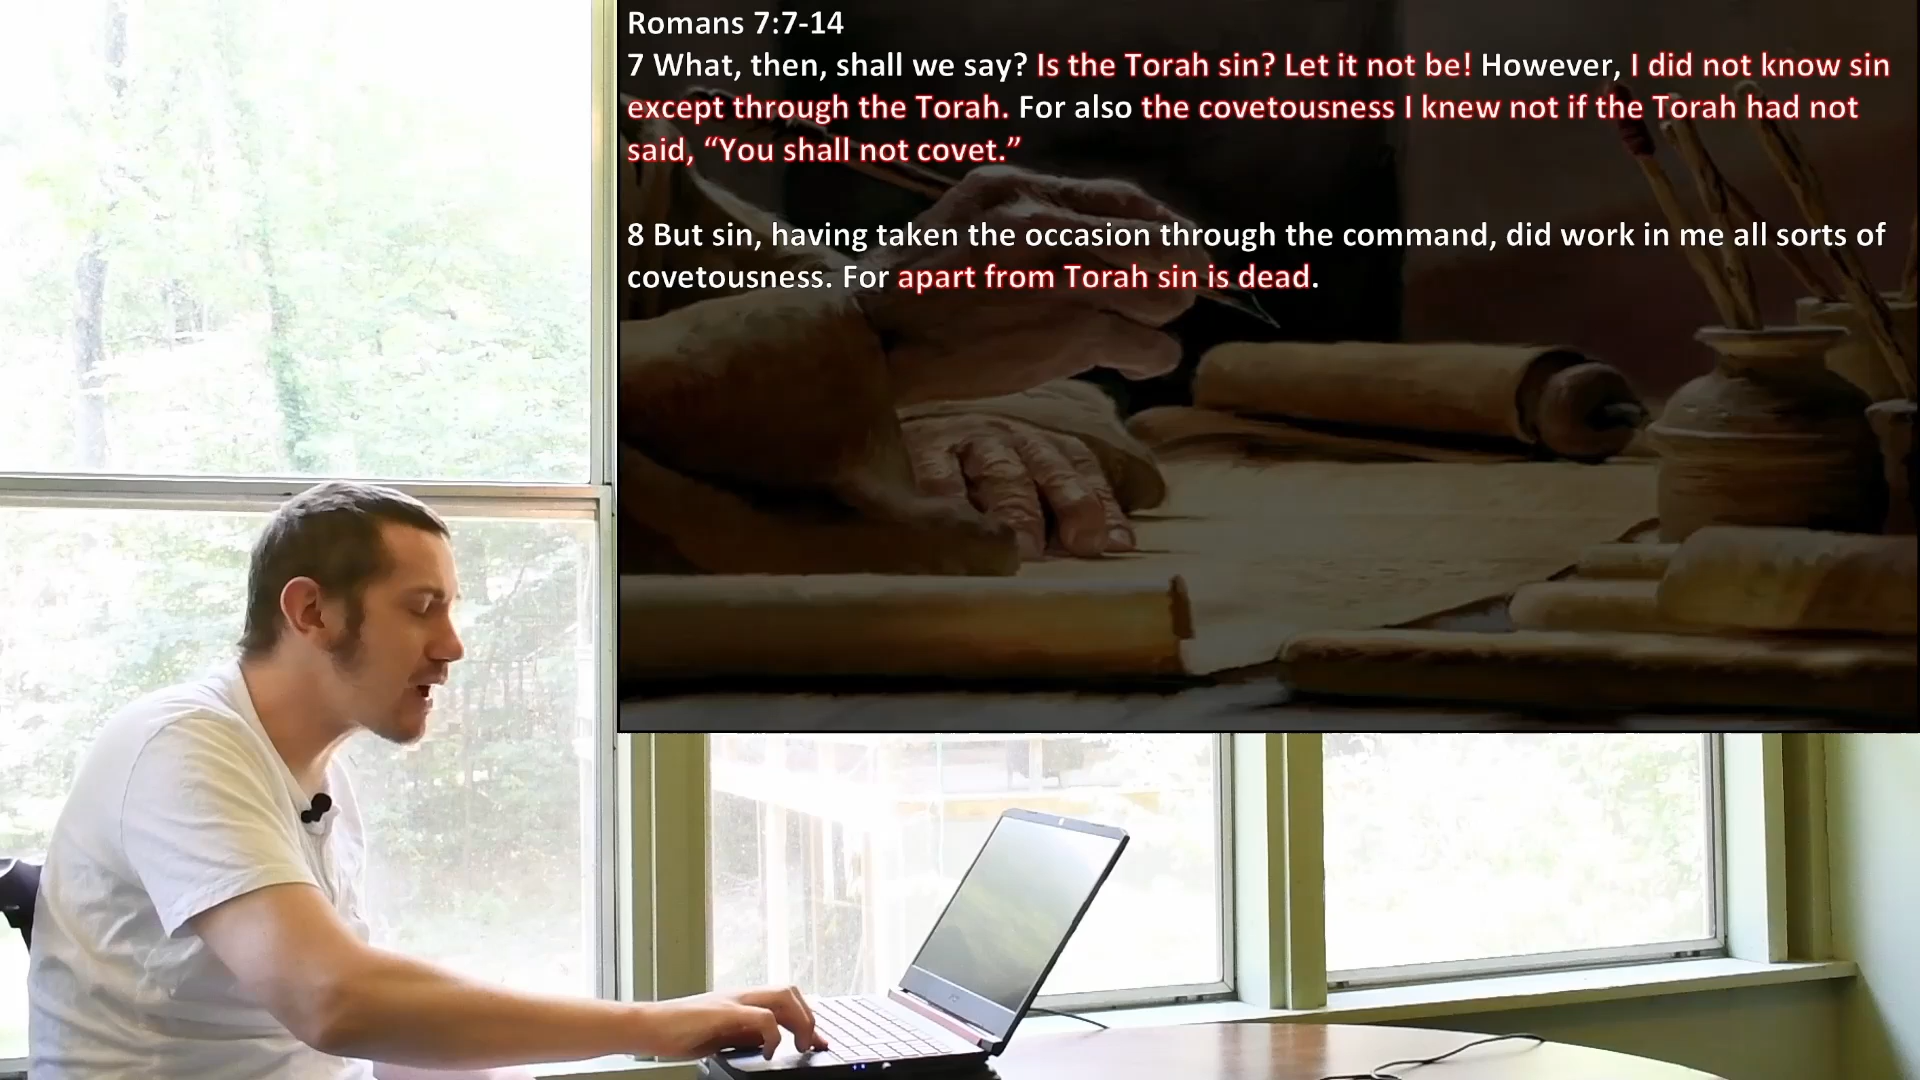 Romans 7:7-14
7 What, then, shall we say? Is the Torah sin? Let it not be! However, I did not know sin
except through the Torah. For also the covetousness I knew not if the Torah had not
said, “You shall not covet.”
8 But sin, having taken the occasion through the command, did work in me all sorts of
covetousness. For apart from Torah sin is dead.